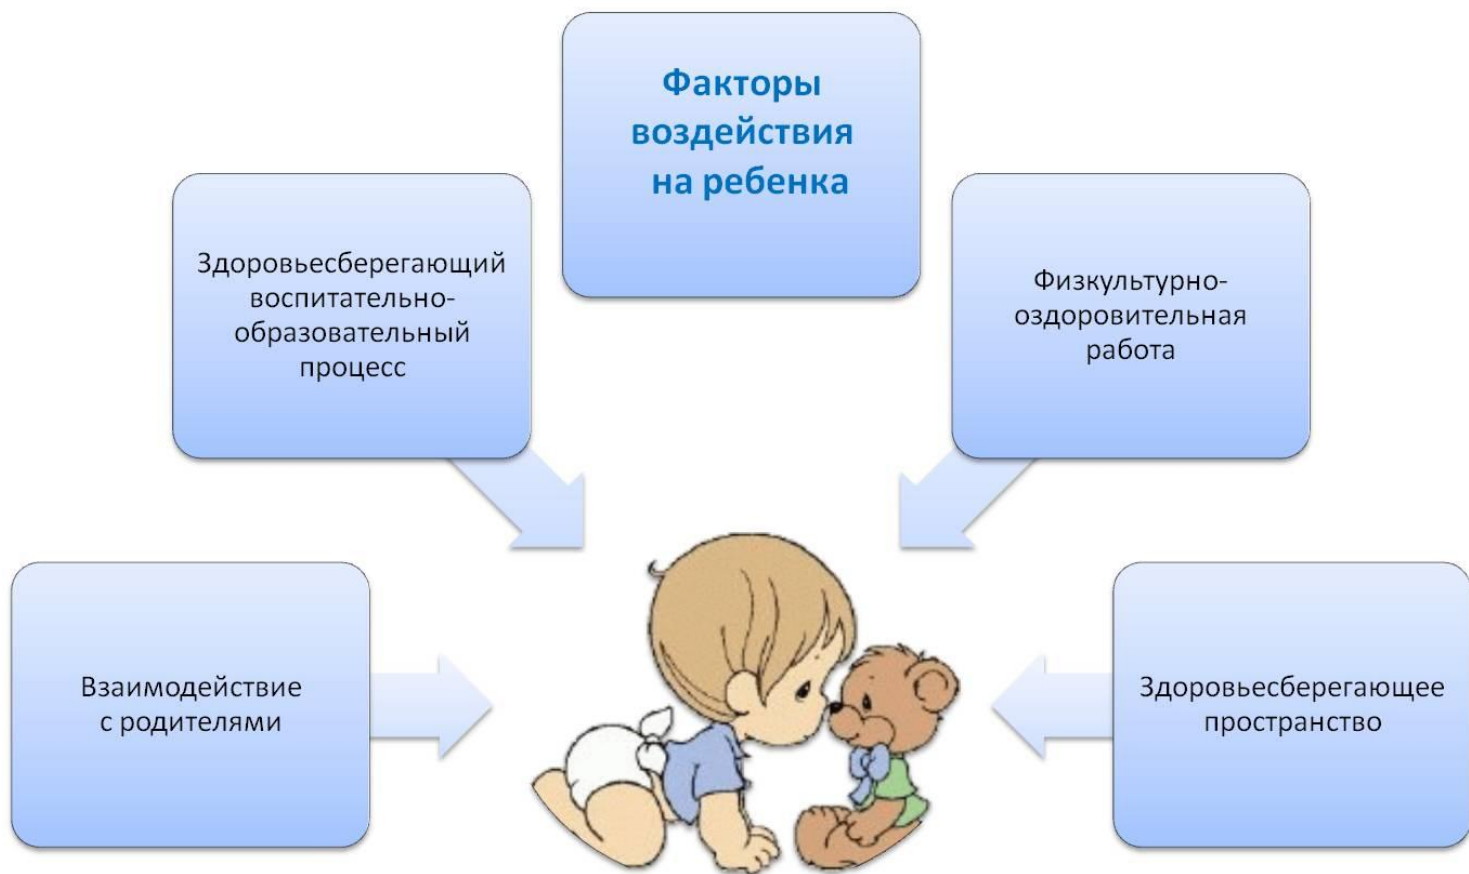 Факторы
воздействия
на ребенка
Здоровьесберегающий
воспитательно-
образовательный
процесс
Физкультурно-
оздоровительная
работа
Взаимодействие
с родителями
Здоровьесберегающее
пространство